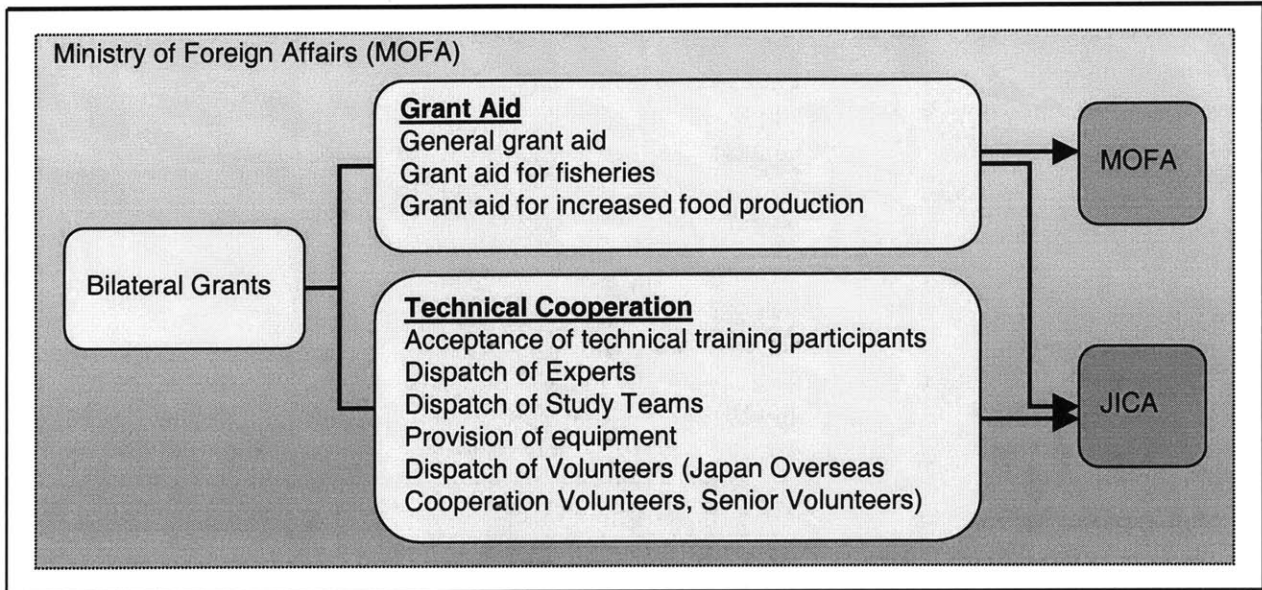 Ministry of Foreign Affairs (MOFA)
Grant Aid
General grant aid
Grant aid for fisheries
Grant aid for increased food production
MOFA
Bilateral Grants
Technical Cooperation
Acceptance of technical training participants
Dispatch of Experts
Dispatch of Study Teams
Provision of equipment
Dispatch of Volunteers (Japan Overseas
Cooperation Volunteers, Senior Volunteers)
JICA